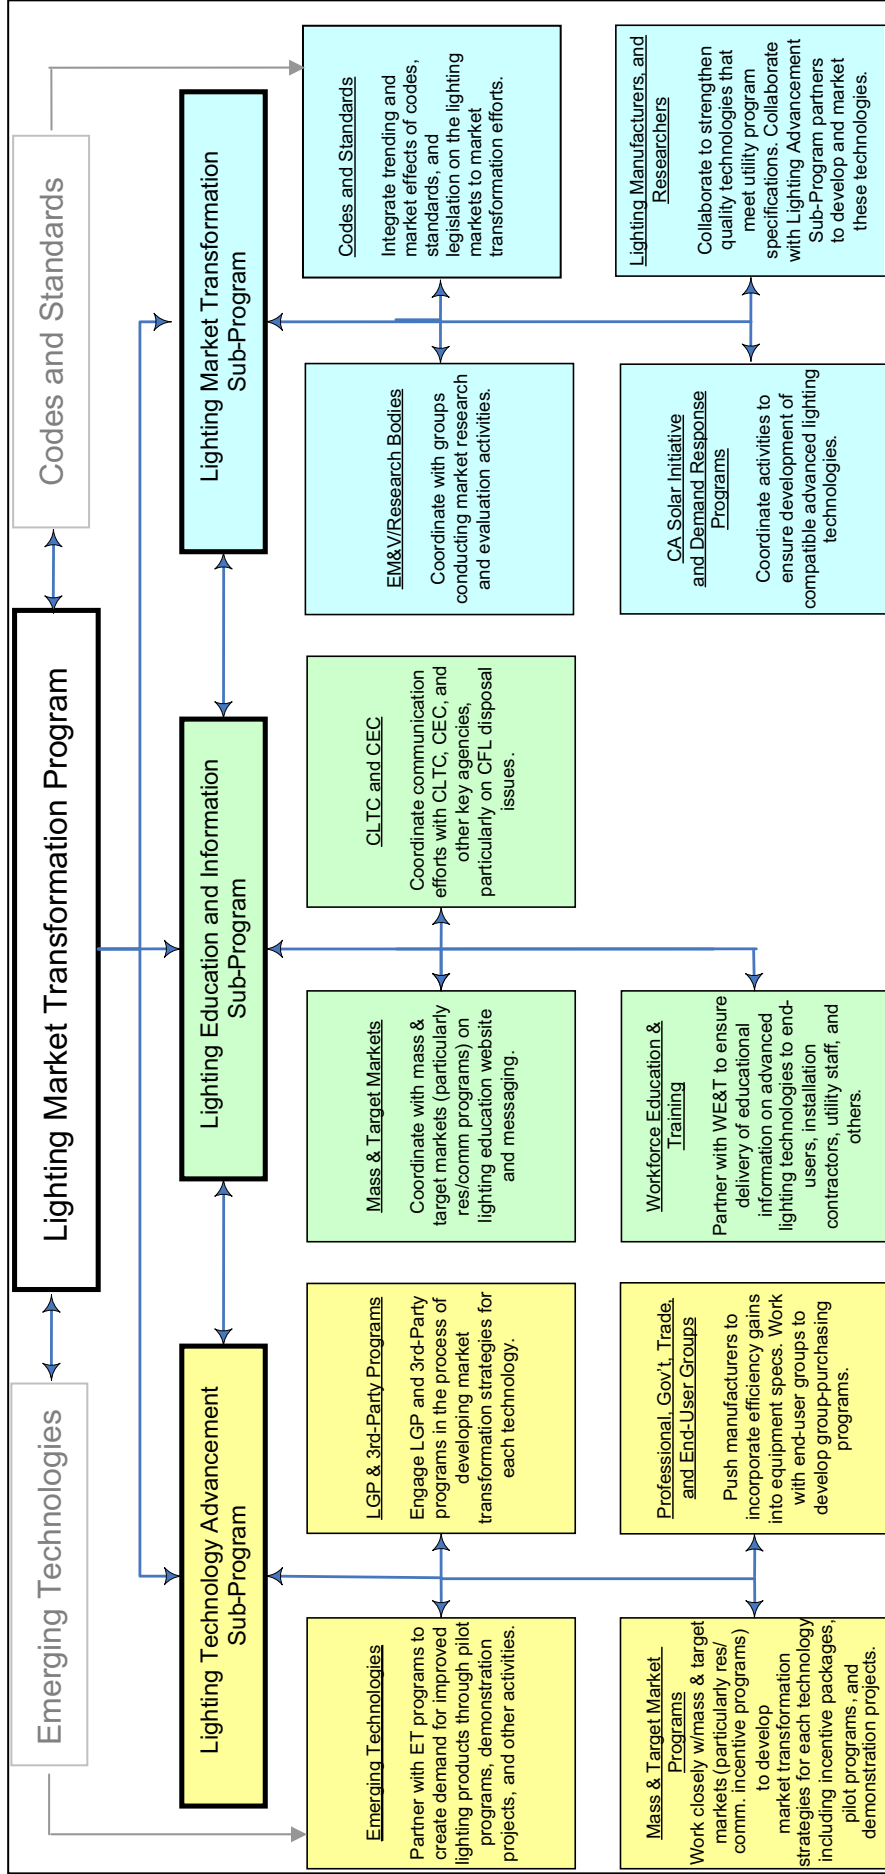 Emerging Technologies
Lighting Market Transformation Program
Codes and Standards
Lighting Technology Advancement
Sub-Program
Lighting Education and Information
Sub-Program
Lighting Market Transformation
Sub-Program
Emerging Technologies
Partner with ET programs to
create demand for improved
lighting products through pilot
programs, demonstration
projects, and other activities.
LGP & 3rd-Party Programs
Engage LGP and 3rd-Party
programs in the process of
developing market
transformation strategies for
each technology.
Mass & Target Markets
Coordinate with mass &
target markets (particularly
res/comm programs) on
lighting education website
and messaging.
CLTC and CEC
Coordinate communication
efforts with CLTC, CEC, and
other key agencies,
particularly on CFL disposal
issues.
EM&V/Research Bodies
Coordinate with groups
conducting market research
and evaluation activities.
Codes and Standards
Integrate trending and
market effects of codes,
standards, and
legislation on the lighting
markets to market
transformation efforts.
Mass & Target Market
Programs
Work closely w/mass & target
markets (particularly res/
comm. incentive programs)
to develop
market transformation
strategies for each technology
including incentive packages,
pilot programs, and
demonstration projects.
Professional, Gov't, Trade,
and End-User Groups
Push manufacturers to
incorporate efficiency gains
into equipment specs. Work
with end-user groups to
develop group-purchasing
programs.
Workforce Education &
Training
Partner with WE&T to ensure
delivery of educational
information on advanced
lighting technologies to end-
users, installation
contractors, utility staff, and
others.
CA Solar Initiative
and Demand Response
Programs
Coordinate activities to
ensure development of
compatible advanced lighting
technologies.
Lighting Manufacturers, and
Researchers
Collaborate to strengthen
quality technologies that
meet utility program
specifications. Collaborate
with Lighting Advancement
Sub-Program partners
to develop and market
these technologies.